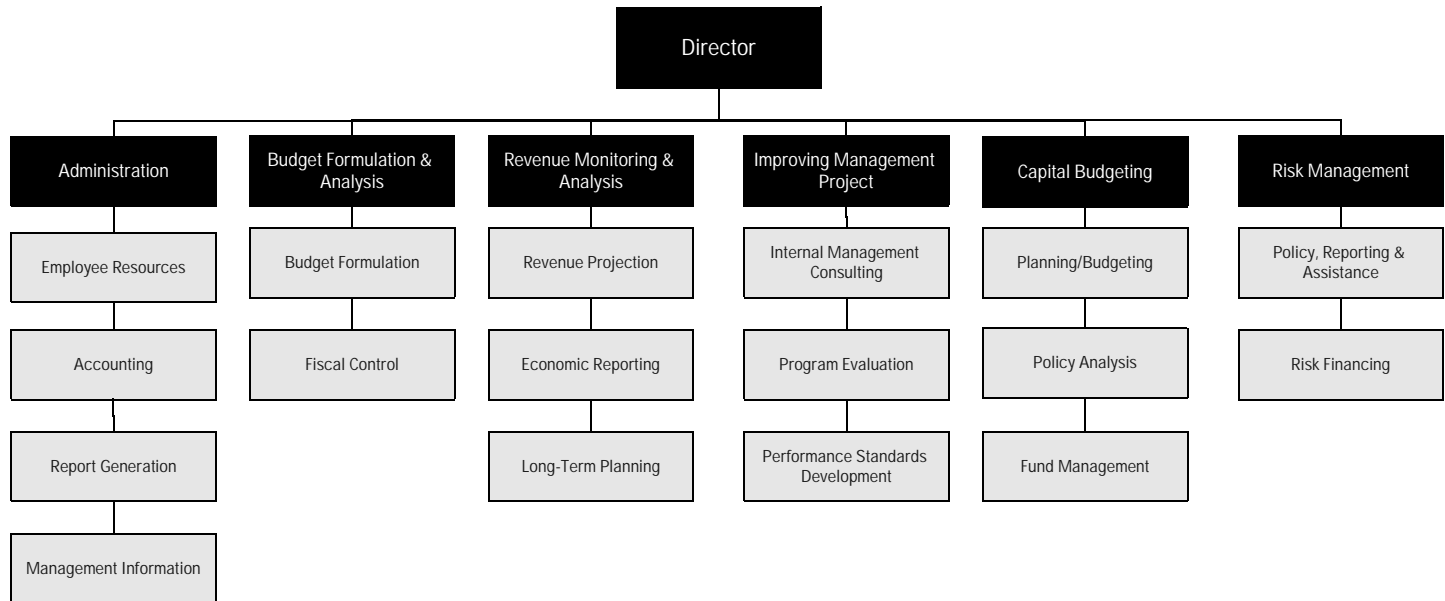 Director
Administration
Budget Formulation &
Analysis
Revenue Monitoring &
Analysis
Improving Management
Project
Capital Budgeting
Risk Management
Employee Resources
Budget Formulation
Revenue Projection
Internal Management
Consulting
Planning/Budgeting
Policy, Reporting &
Assistance
Accounting
Fiscal Control
Economic Reporting
Program Evaluation
Policy Analysis
Risk Financing
Report Generation
Long-Term Planning
Performance Standards
Development
Fund Management
Management Information